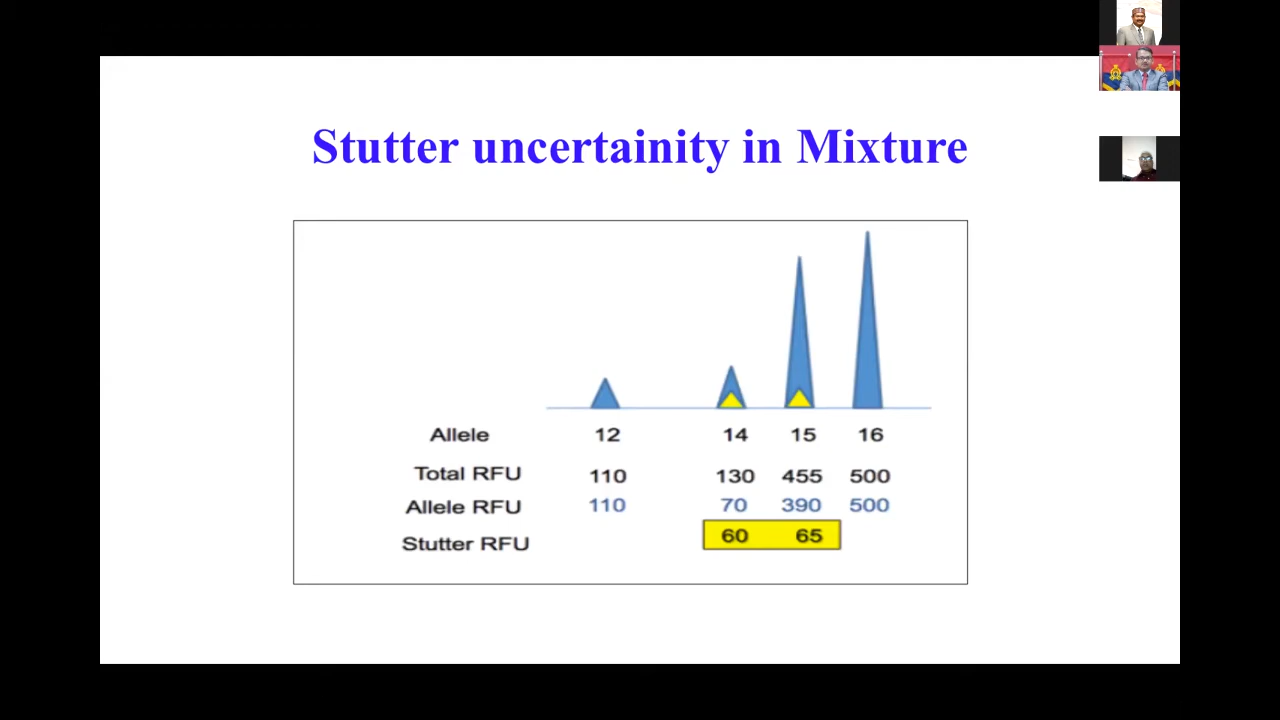 Stutter uncertainity in Mixture
Allele 12 14 15 16
Total RFU 110 130 455 500
Allele RFU 110 70 390 500
Stutter RFU 60 65